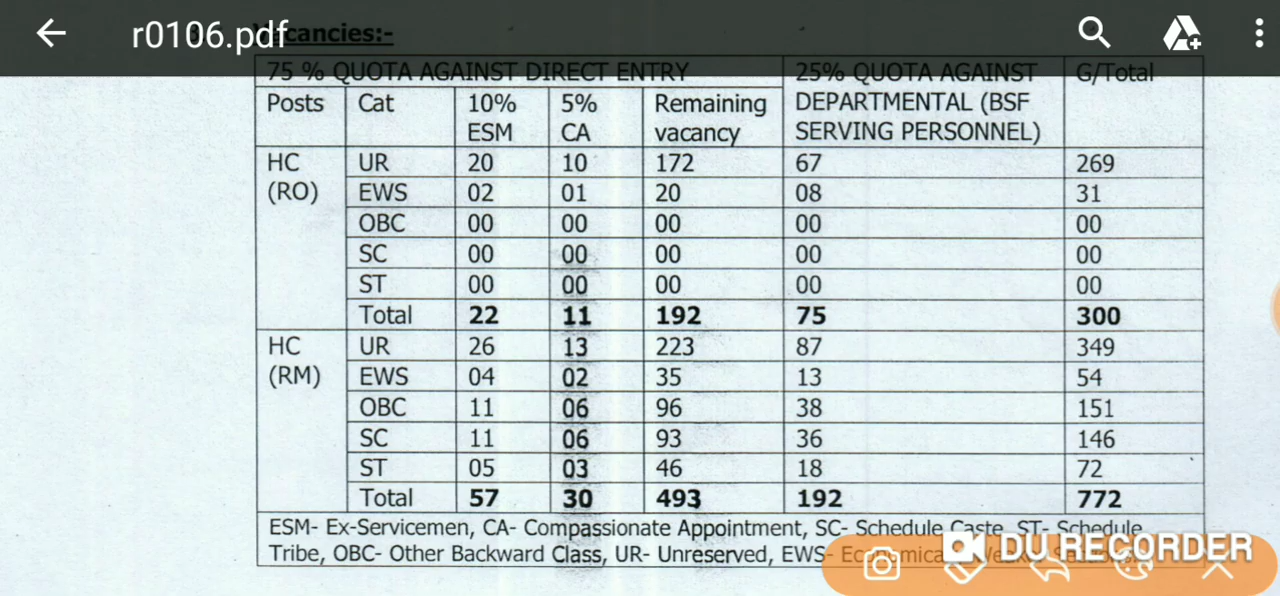 r0106.pdf
Vacancies:-
75 % QUOTA AGAINST DIRECT ENTRY 25% QUOTA AGAINST DEPARTMENTAL (BSF SERVING PERSONNEL) G/Total
Posts Cat 10% ESM 5% CA Remaining vacancy
HC (RO) UR 20 10 172 67 269
EWS 02 01 20 08 31
OBC 00 00 00 00 00
SC 00 00 00 00 00
ST 00 00 00 00 00
Total 22 11 192 75 300
HC (RM) UR 26 13 223 87 349
EWS 04 02 35 13 54
OBC 11 06 96 38 151
SC 11 06 93 36 146
ST 05 03 46 18 72
Total 57 30 493 192 772
ESM- Ex-Servicemen, CA- Compassionate Appointment, SC- Schedule Caste, ST- Schedule
Tribe, OBC- Other Backward Class, UR- Unreserved, EWS-
DU RECORDER